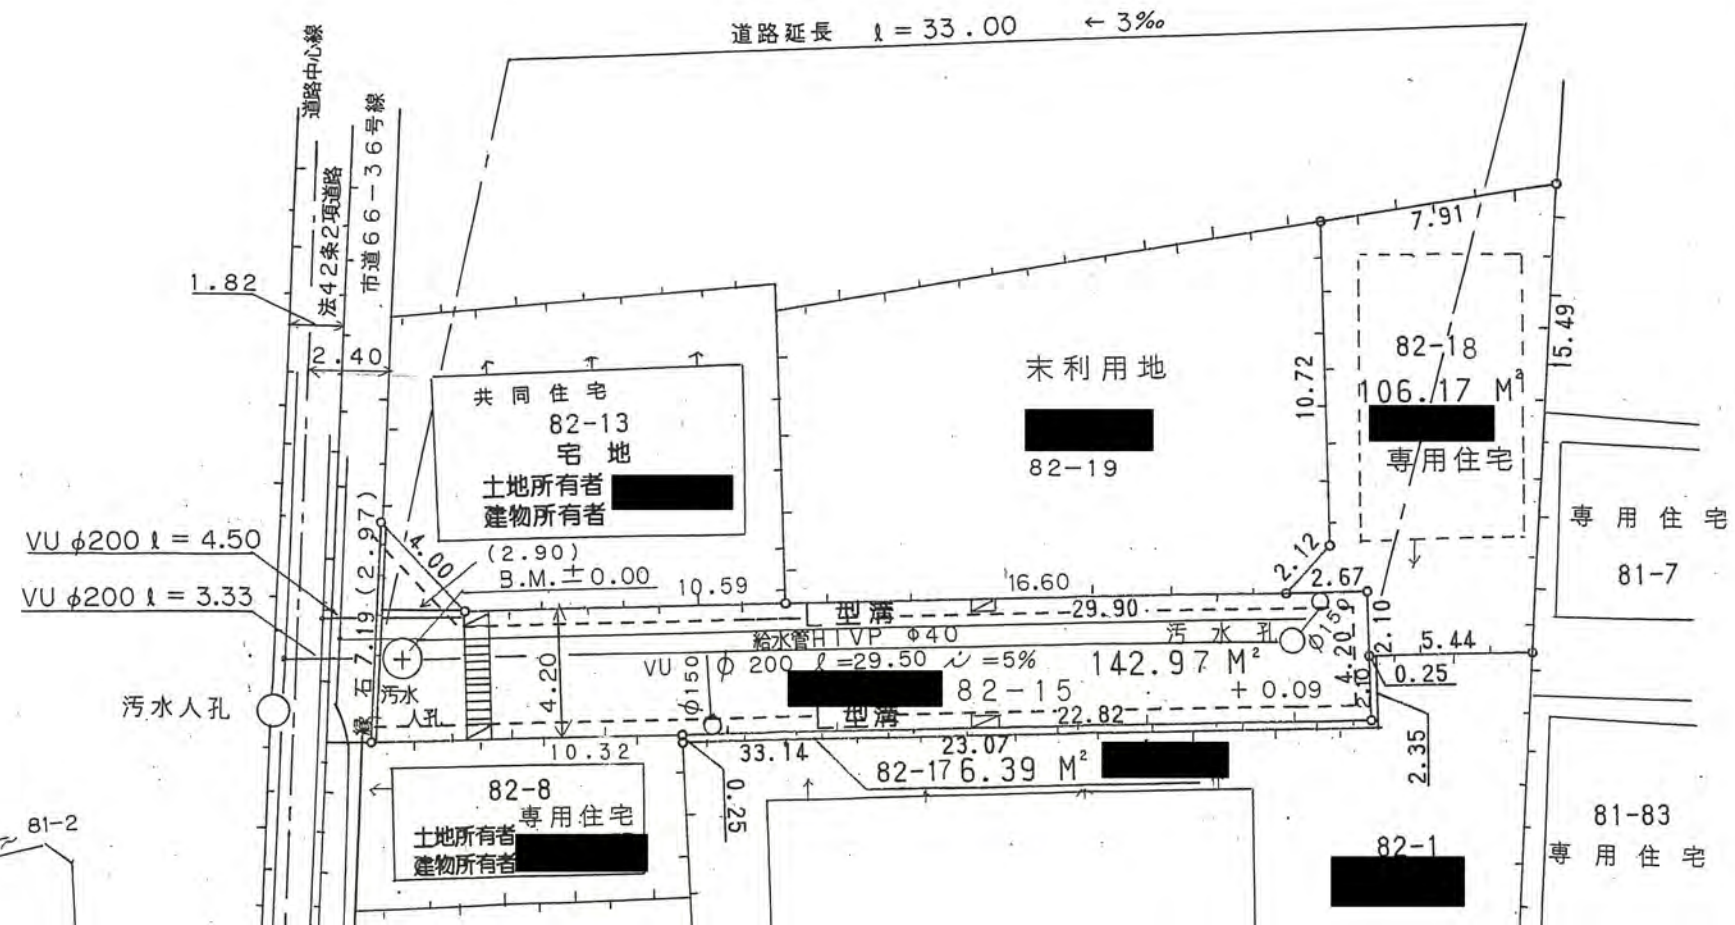 道路延長 ℓ=33.00 ←3‰
道路中心線
法42条2項道路
市道66-36号線
1.82
2.40
7.91
15.49
10.72
82-18
106.17 M²
専用住宅
末利用地
82-19
共同住宅
82-13
宅地
土地所有者
建物所有者
専用住宅
81-7
VU φ200 ℓ=4.50
VU φ200 ℓ=3.33
縁石 7.19(2.97)
4.00
(2.90)
B.M.±0.00
10.59
16.60
2.12
2.67
L型溝
29.90
給水管HIVP Φ40
汚水孔
φ150
VU φ200 ℓ=29.50 i=5%
142.97 M²
4.20
4.20
2.10
2.10
5.44
0.25
82-15
+0.09
φ150
汚水人孔
汚水
人孔
L型溝
22.82
10.32
33.14
23.07
82-17 6.39 M²
2.35
0.25
82-8
専用住宅
土地所有者
建物所有者
81-2
82-1
81-83
専用住宅